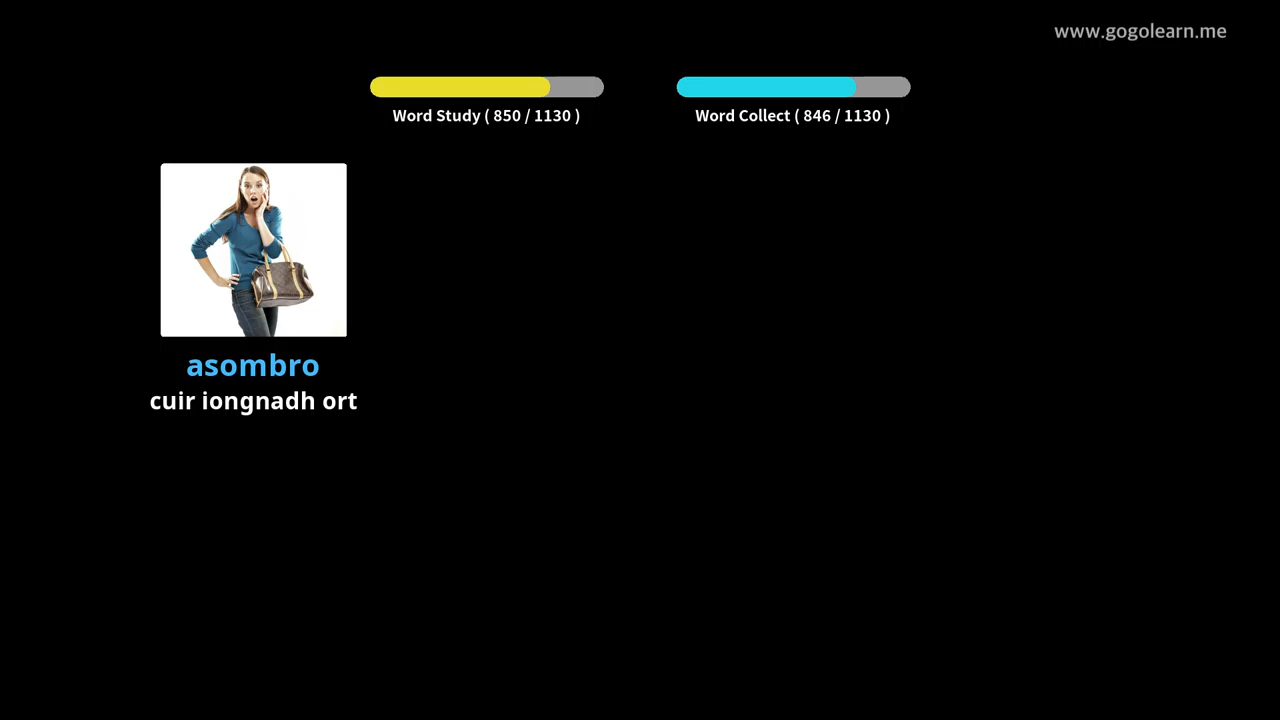 www.gogolearn.me
Word Study ( 850 / 1130 )
Word Collect ( 846 / 1130 )
asombro
cuir iongnadh ort